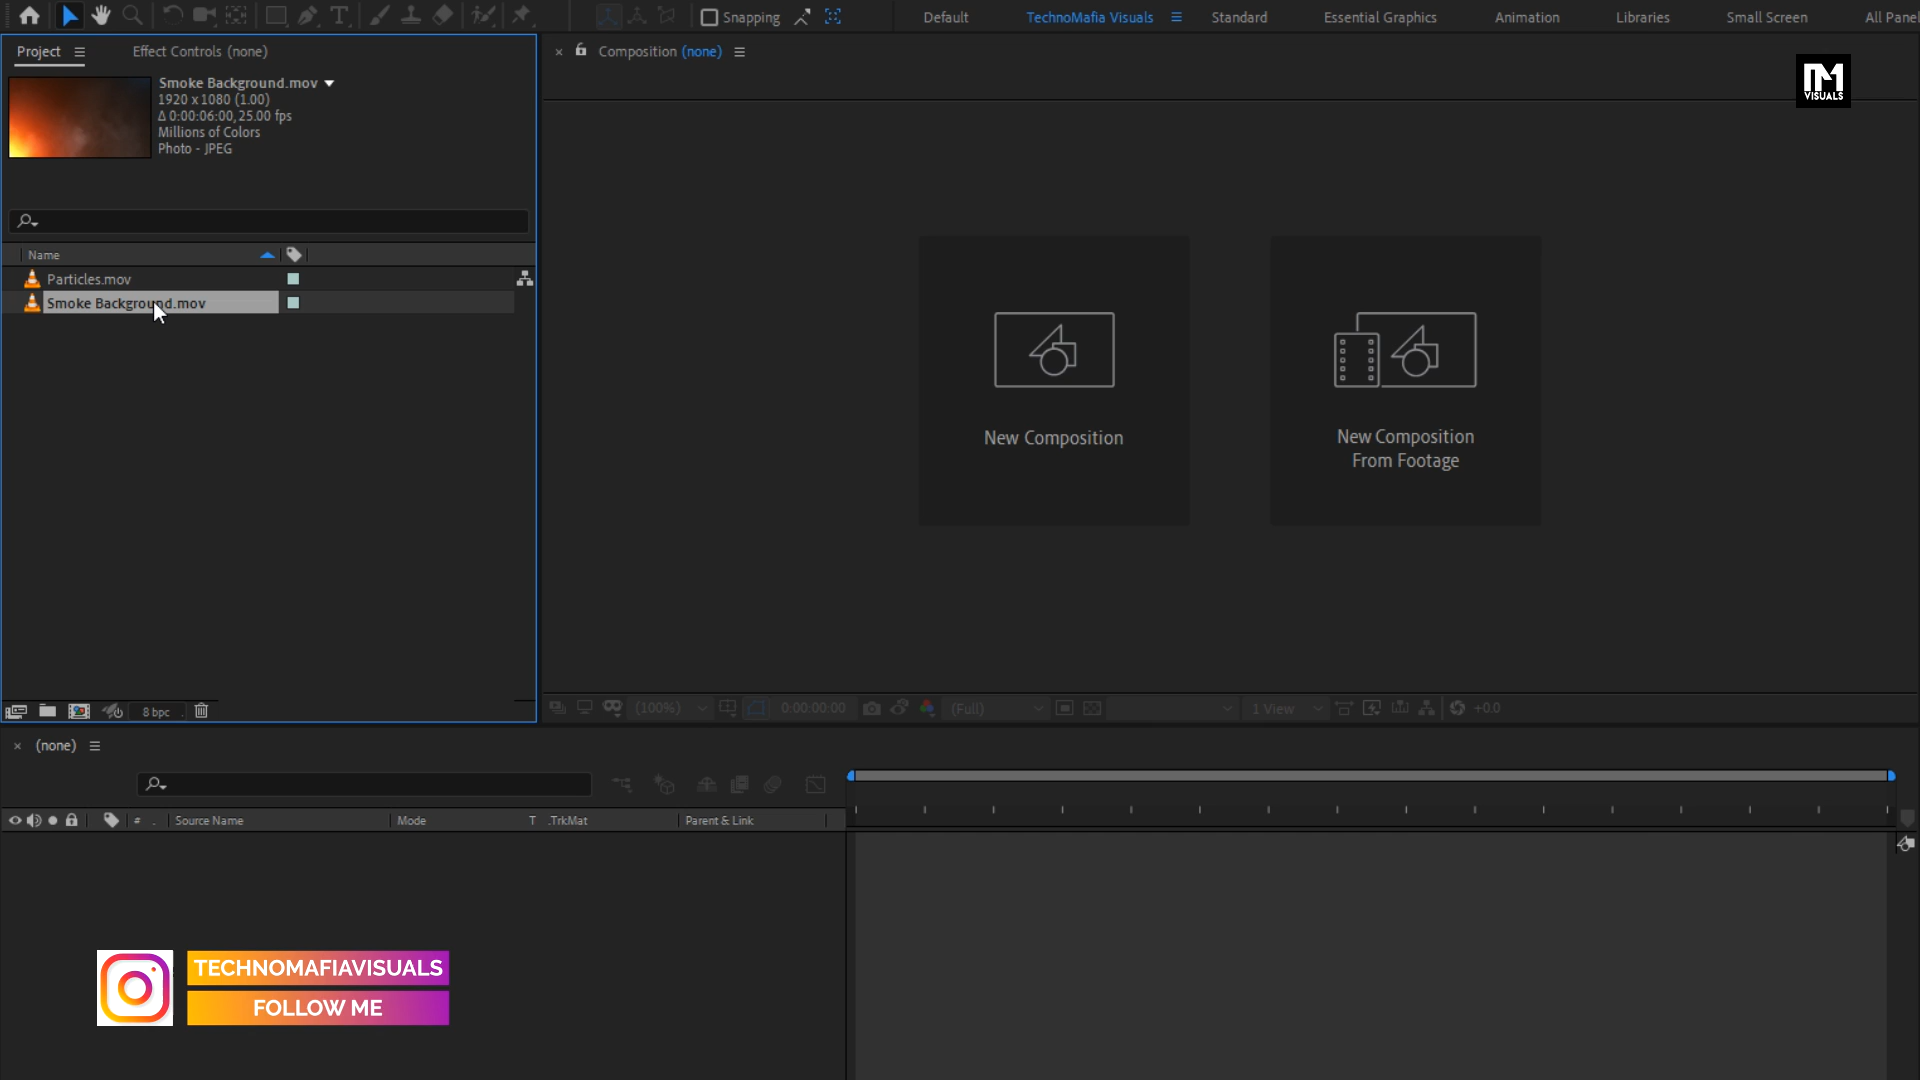 Snapping
Default
TechnoMafia Visuals
Standard
Essential Graphics
Animation
Libraries
Small Screen
All Panel
Project
Effect Controls (none)
Composition (none)
Smoke Background.mov
1920 x 1080 (1.00)
Δ 0:00:06:00, 25.00 fps
Millions of Colors
Photo - JPEG
VISUALS
Name
Particles.mov
Smoke Background.mov
New Composition
New Composition
From Footage
8 bpc
(100%)
0:00:00:00
(Full)
1 View
+0.0
(none)
#
Source Name
Mode
T .TrkMat
Parent & Link
TECHNOMAFIAVISUALS
FOLLOW ME